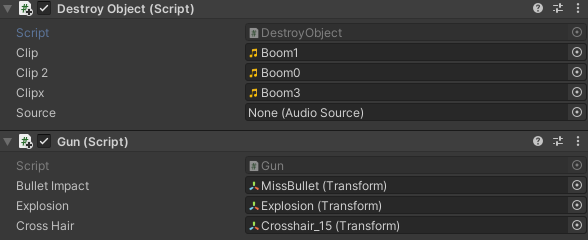 Destroy Object (Script)
Script DestroyObject
Clip Boom1
Clip 2 Boom0
Clipx Boom3
Source None (Audio Source)
Gun (Script)
Script Gun
Bullet Impact MissBullet (Transform)
Explosion Explosion (Transform)
Cross Hair Crosshair_15 (Transform)